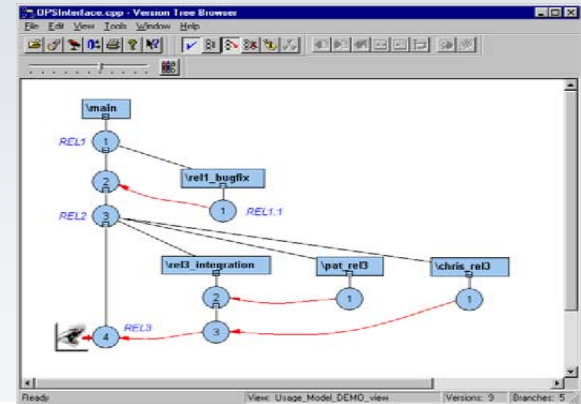 OPSInterface.cpp - Version Tree Browser
File Edit View Tools Window Help
\main
REL1 1
\rel1_bugfix
2
1 REL1.1
REL2 3
\rel3_integration \pat_rel3 \chris_rel3
2 1 1
4 REL3 3
Ready View: Usage_Model_DEMO_view Versions: 9 Branches: 5